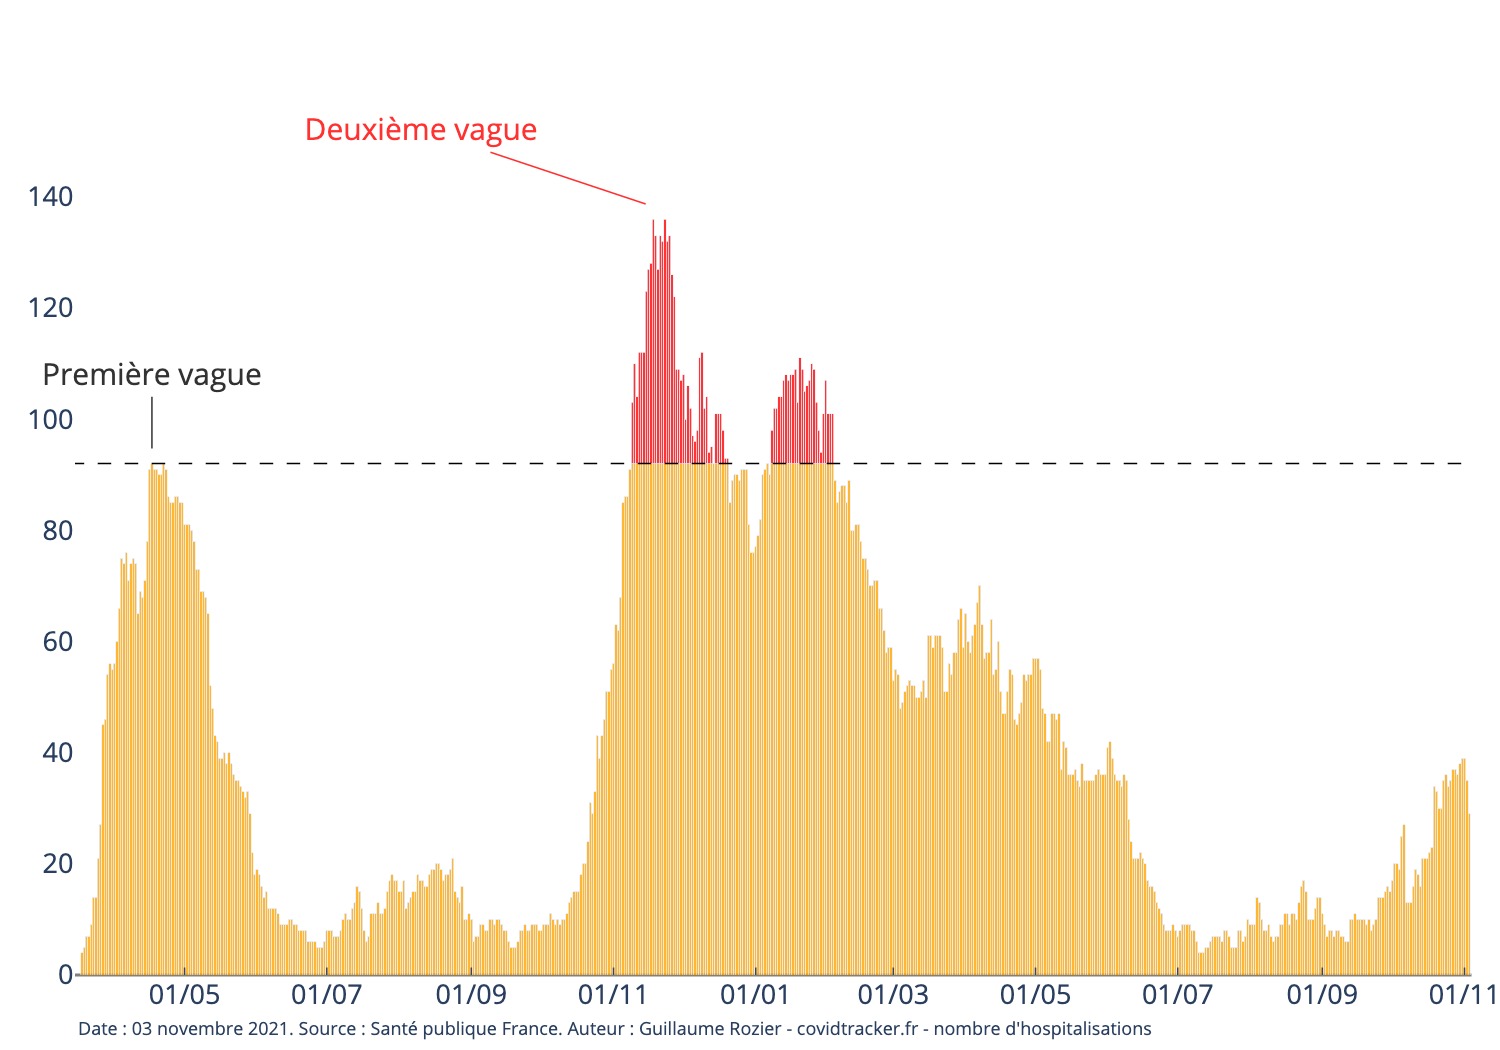 Deuxième vague
140
120
Première vague
100
80
60
40
20
0
01/05 01/07 01/09 01/11 01/01 01/03 01/05 01/07 01/09 01/11
Date : 03 novembre 2021. Source : Santé publique France. Auteur : Guillaume Rozier - covidtracker.fr - nombre d'hospitalisations